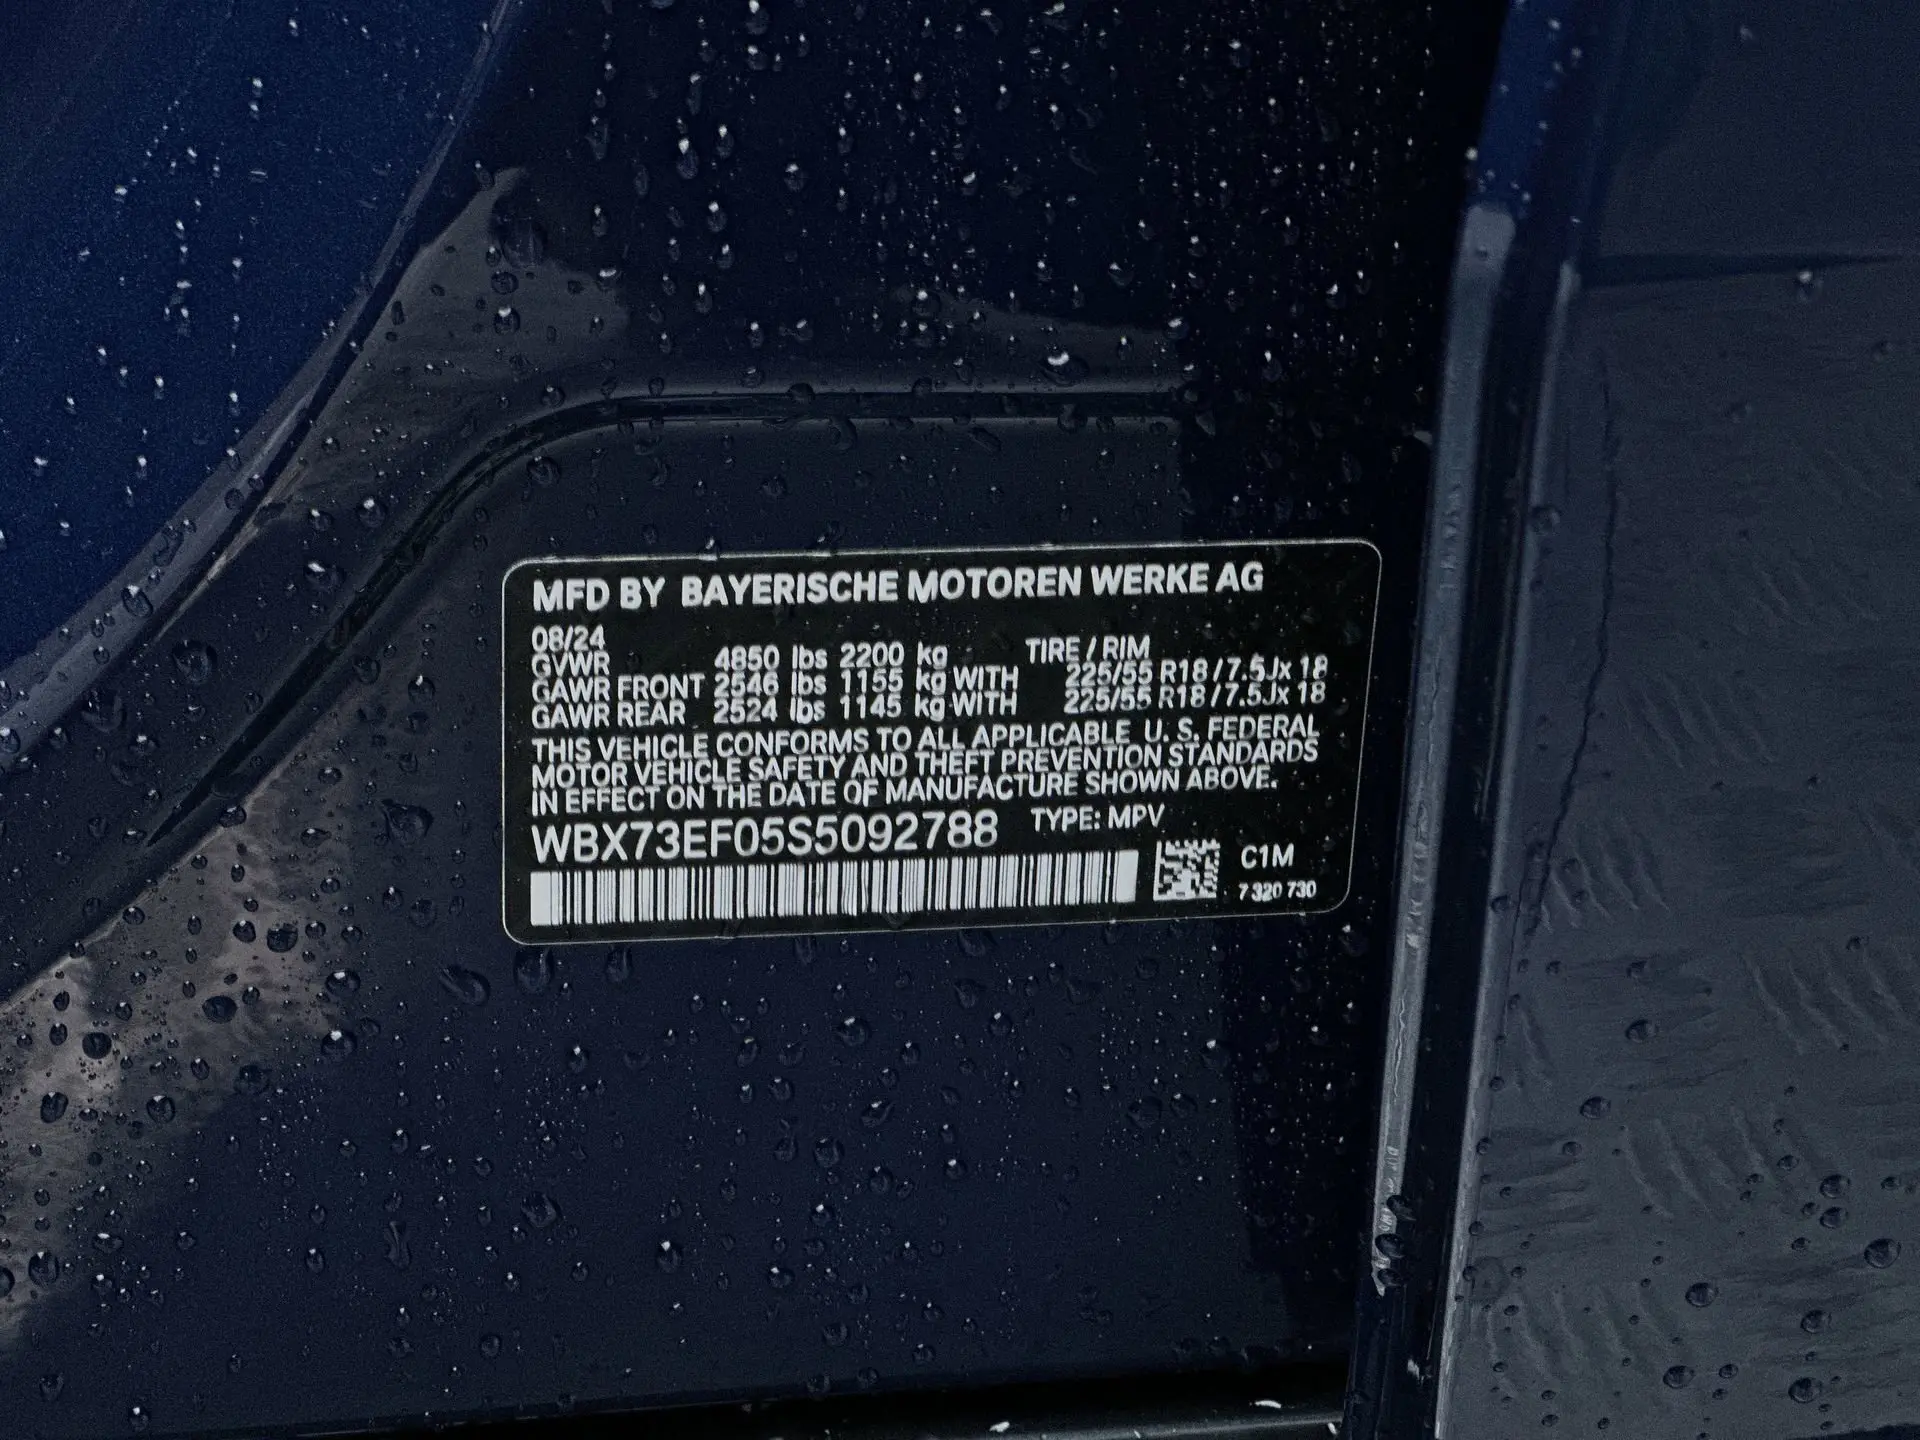 MFD BY BAYERISCHE MOTOREN WERKE AG
08/24
GVWR 4850 lbs 2200 kg TIRE / RIM
GAWR FRONT 2546 lbs 1155 kg WITH 225/55 R18 / 7.5Jx 18
GAWR REAR 2524 lbs 1145 kg WITH 225/55 R18 / 7.5Jx 18
THIS VEHICLE CONFORMS TO ALL APPLICABLE U. S. FEDERAL
MOTOR VEHICLE SAFETY AND THEFT PREVENTION STANDARDS
IN EFFECT ON THE DATE OF MANUFACTURE SHOWN ABOVE.
WBX73EF05S5092788 TYPE: MPV
C1M
7 320 730